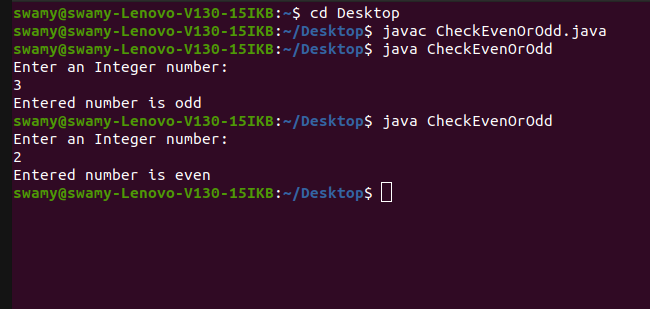 swamy@swamy-Lenovo-V130-15IKB:~$ cd Desktop
swamy@swamy-Lenovo-V130-15IKB:~/Desktop$ javac CheckEvenOrOdd.java
swamy@swamy-Lenovo-V130-15IKB:~/Desktop$ java CheckEvenOrOdd
Enter an Integer number:
3
Entered number is odd
swamy@swamy-Lenovo-V130-15IKB:~/Desktop$ java CheckEvenOrOdd
Enter an Integer number:
2
Entered number is even
swamy@swamy-Lenovo-V130-15IKB:~/Desktop$